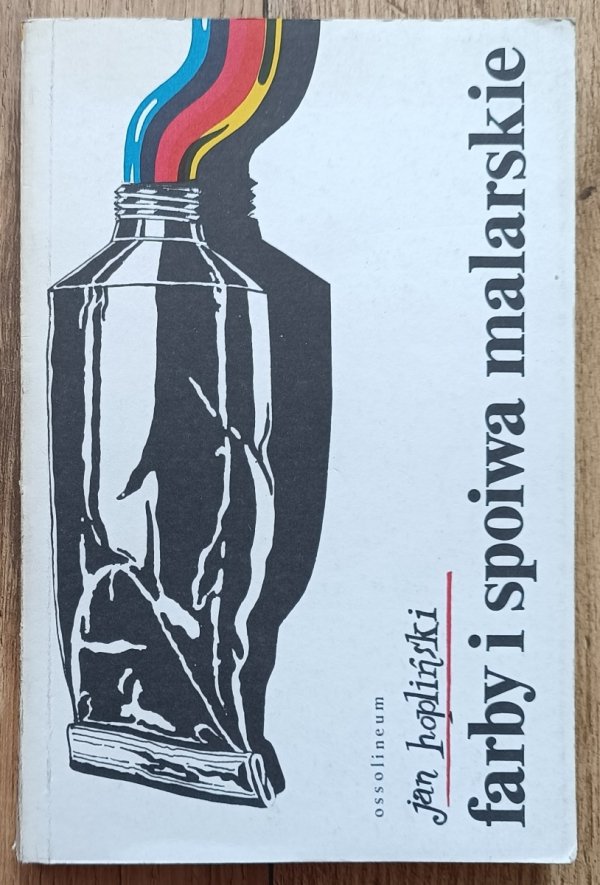 ossolineum
jan hopliński
farby i spoiwa malarskie